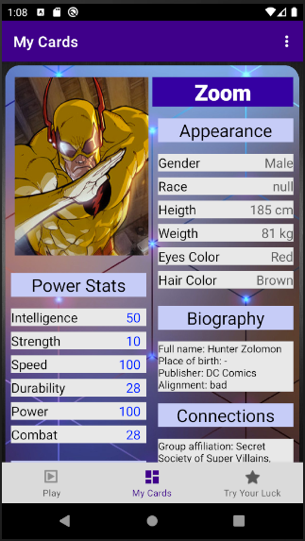 1:08
My Cards
Zoom
Appearance
Gender Male
Race null
Heigth 185 cm
Weigth 81 kg
Eyes Color Red
Hair Color Brown
Power Stats
Intelligence 50
Strength 10
Speed 100
Durability 28
Power 100
Combat 28
Biography
Full name: Hunter Zolomon
Place of birth: -
Publisher: DC Comics
Alignment: bad
Connections
Group affiliation: Secret
Society of Super Villains,
Play
My Cards
Try Your Luck